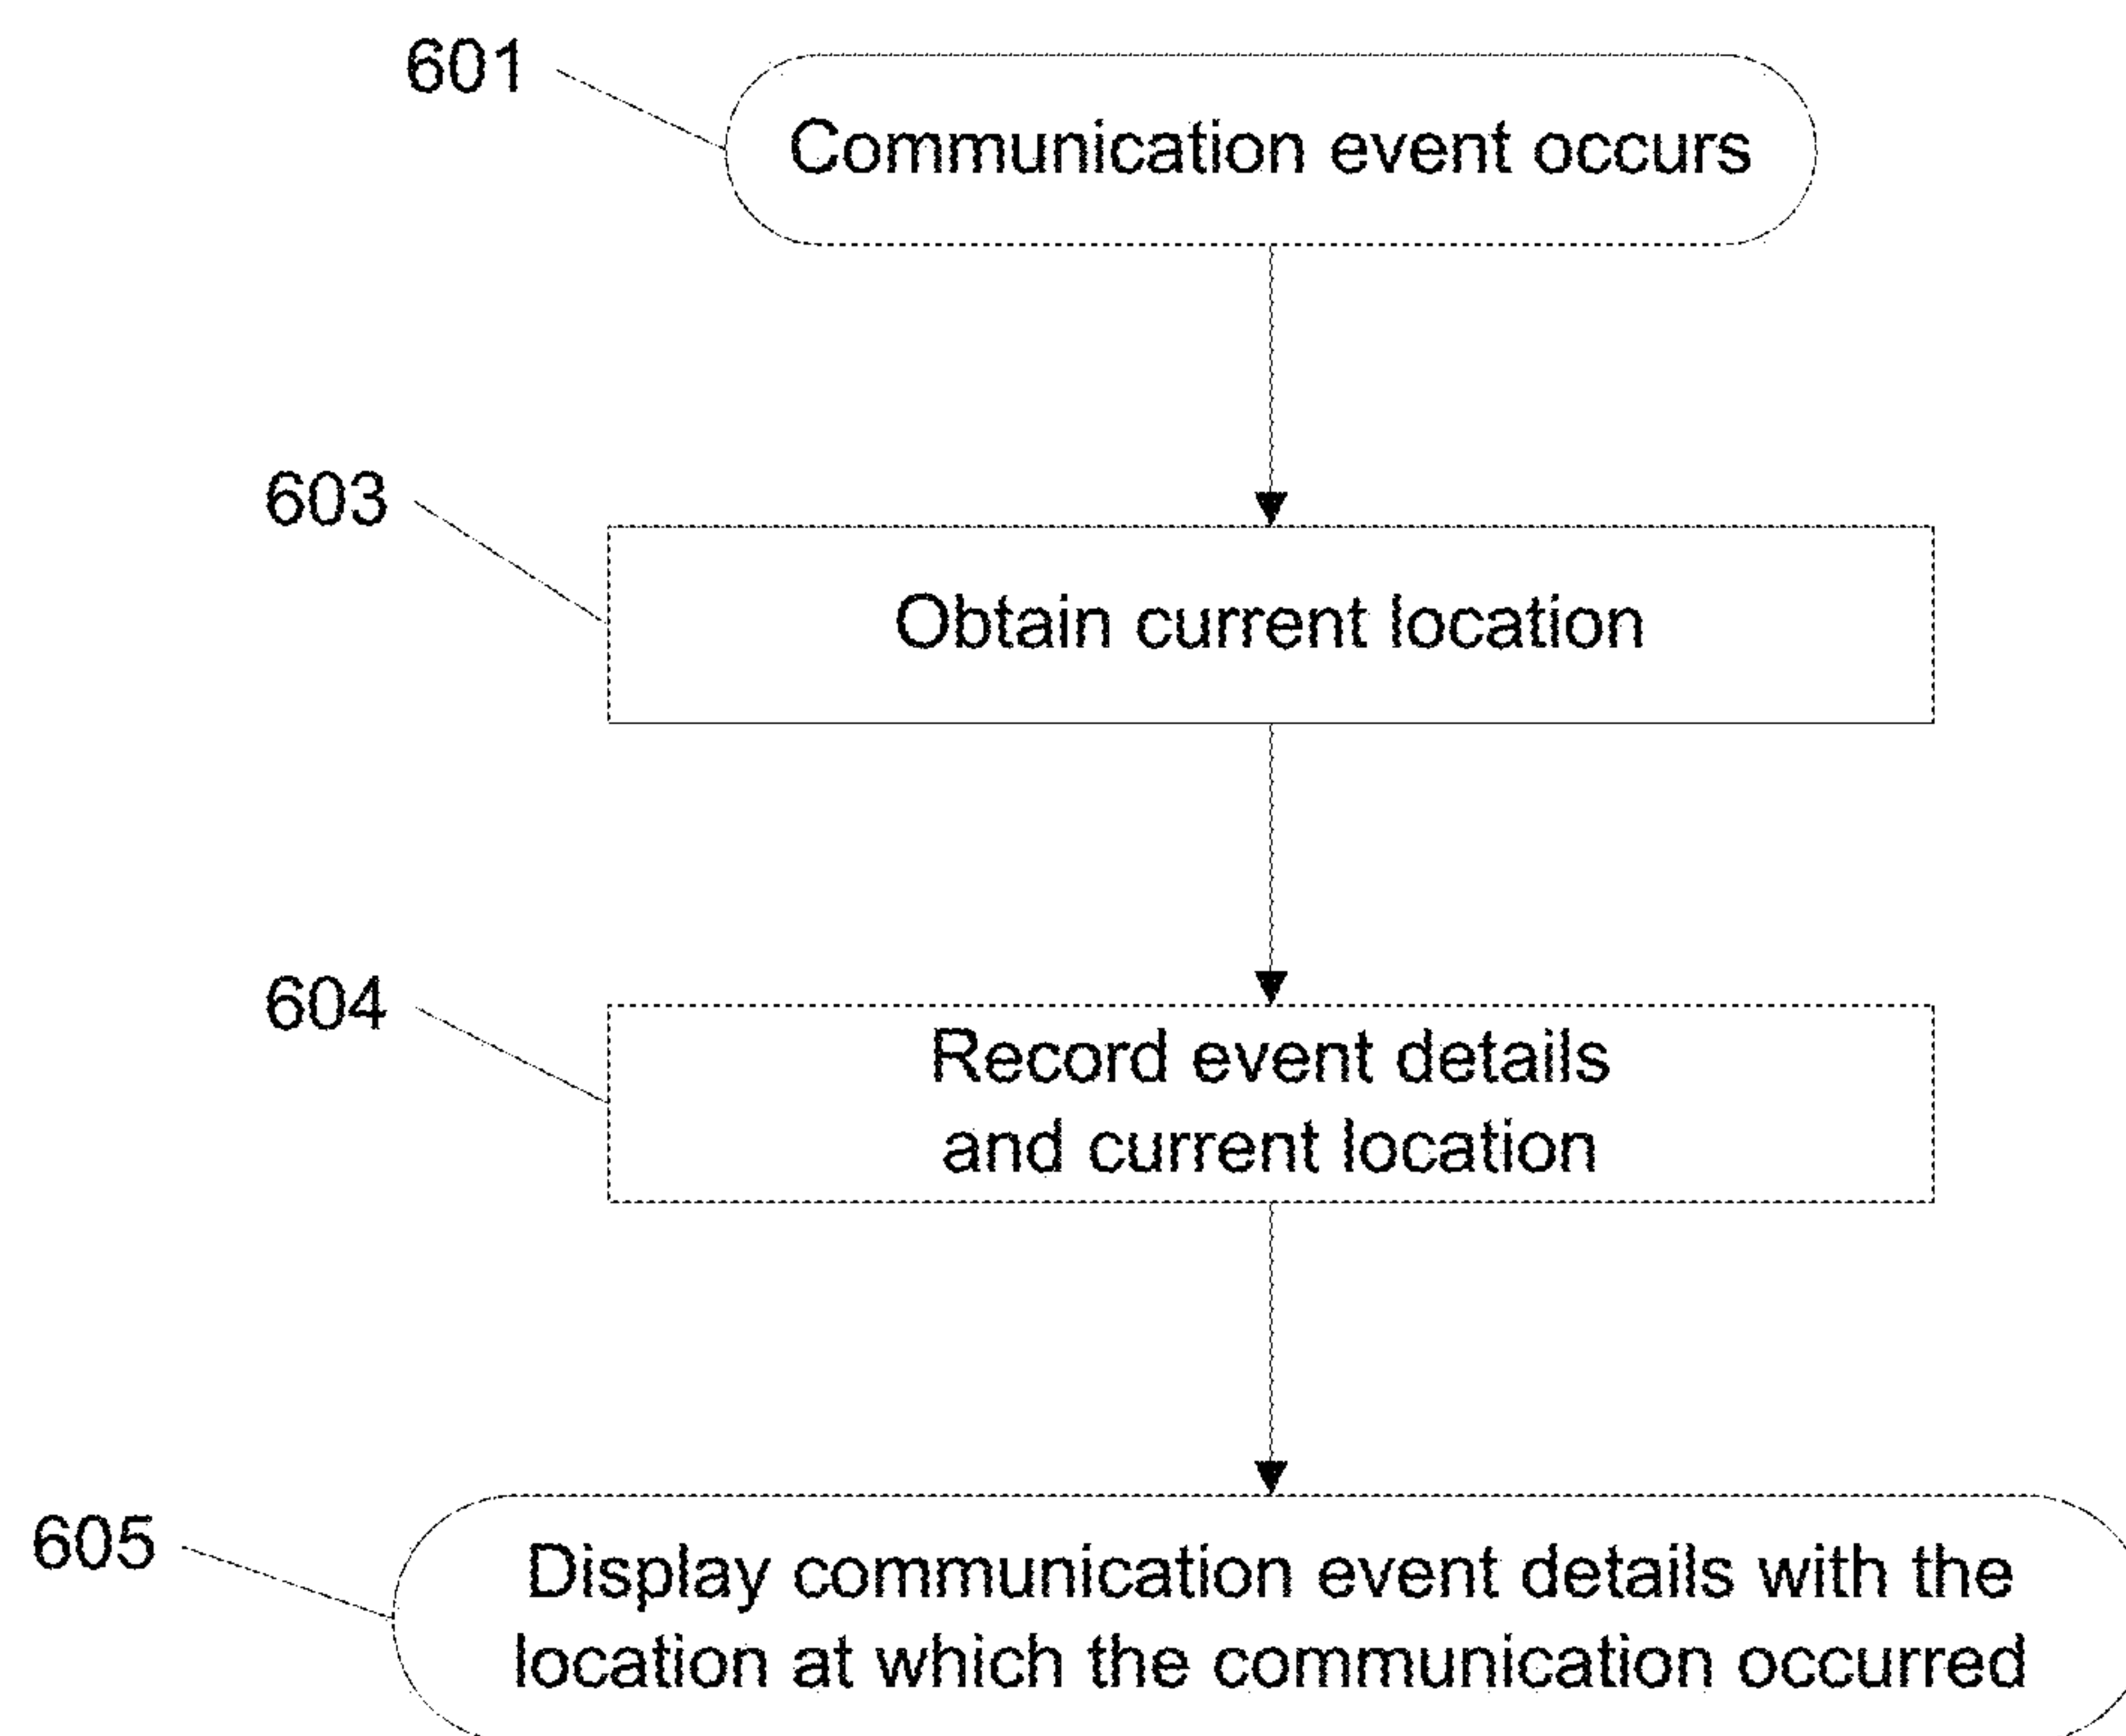 601
Communication event occurs
603
Obtain current location
604
Record event details
and current location
605
Display communication event details with the
location at which the communication occurred